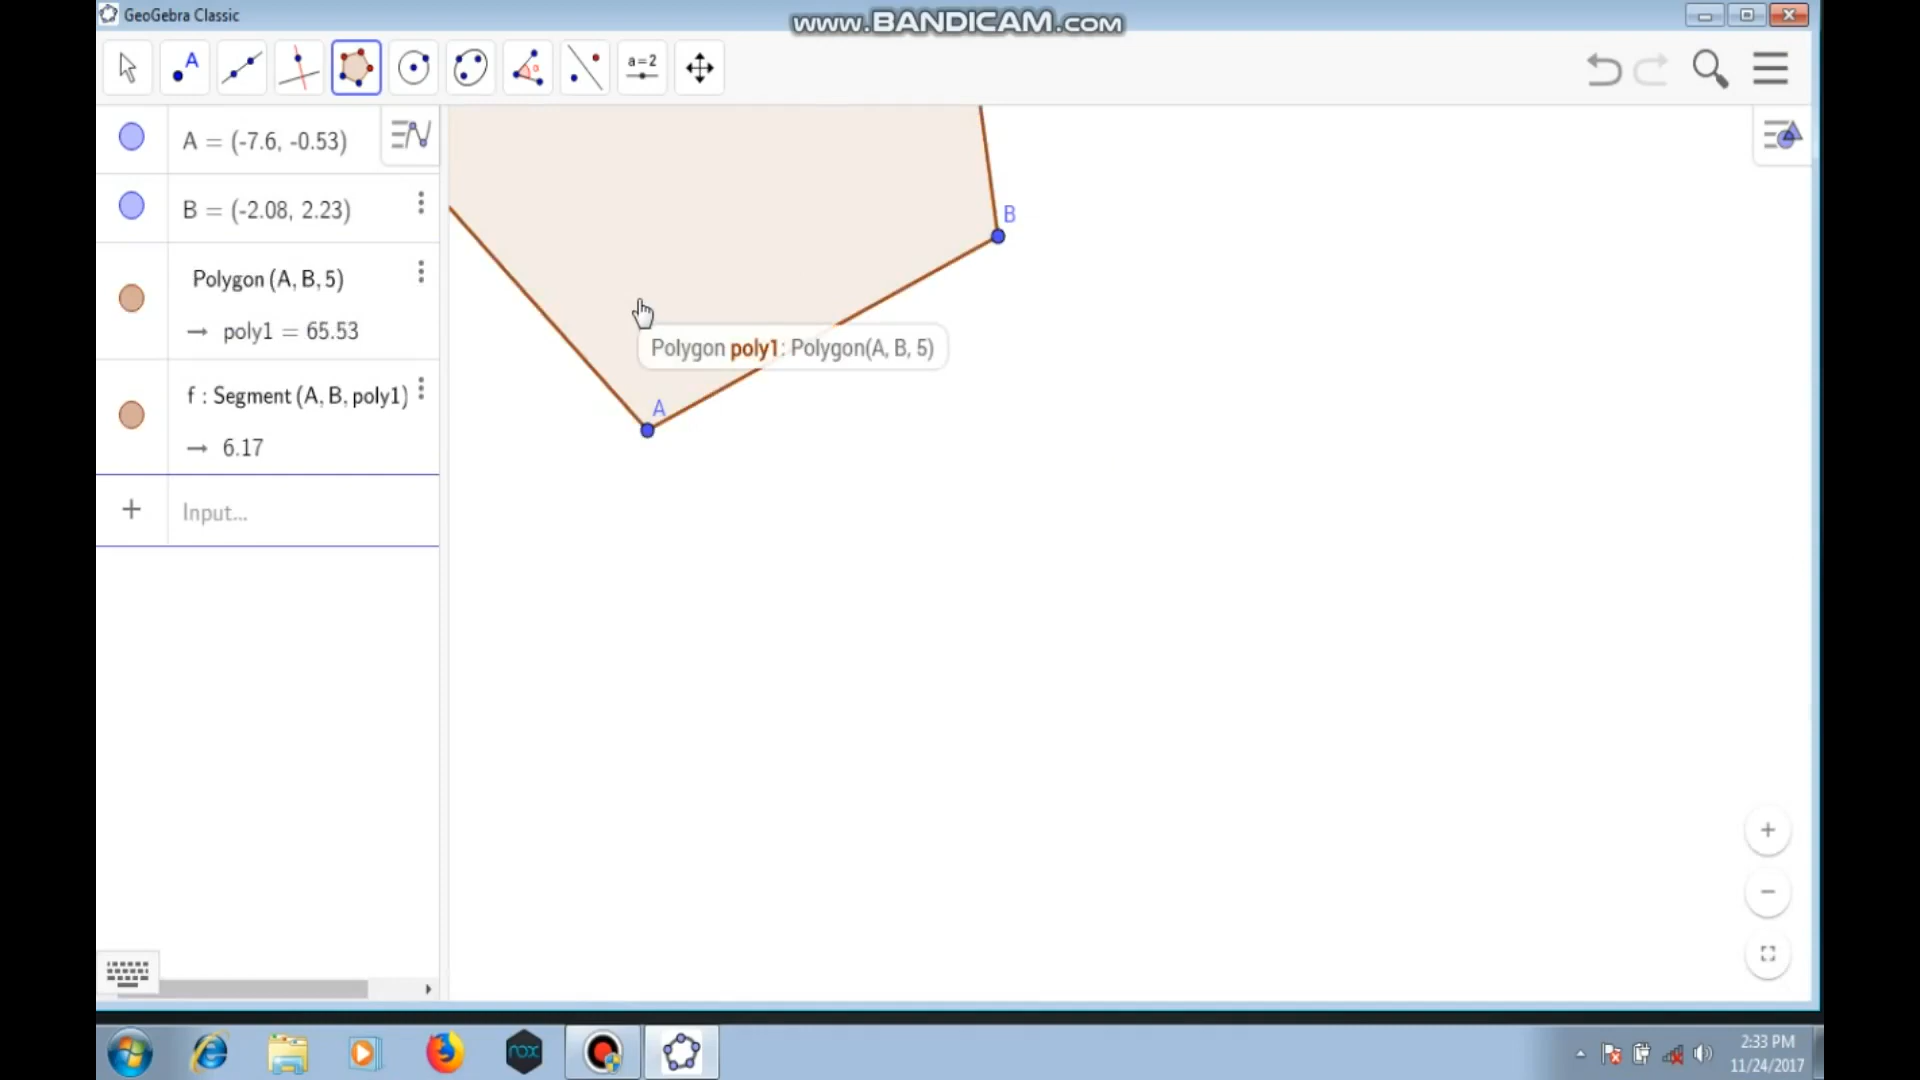 GeoGebra Classic
www.BANDICAM.com
A
a=2
A = (-7.6, -0.53)
B = (-2.08, 2.23)
Polygon (A, B, 5)
→ poly1 = 65.53
f : Segment (A, B, poly1)
→ 6.17
+ Input...
B
Polygon poly1: Polygon(A, B, 5)
A
nox
2:33 PM
11/24/2017